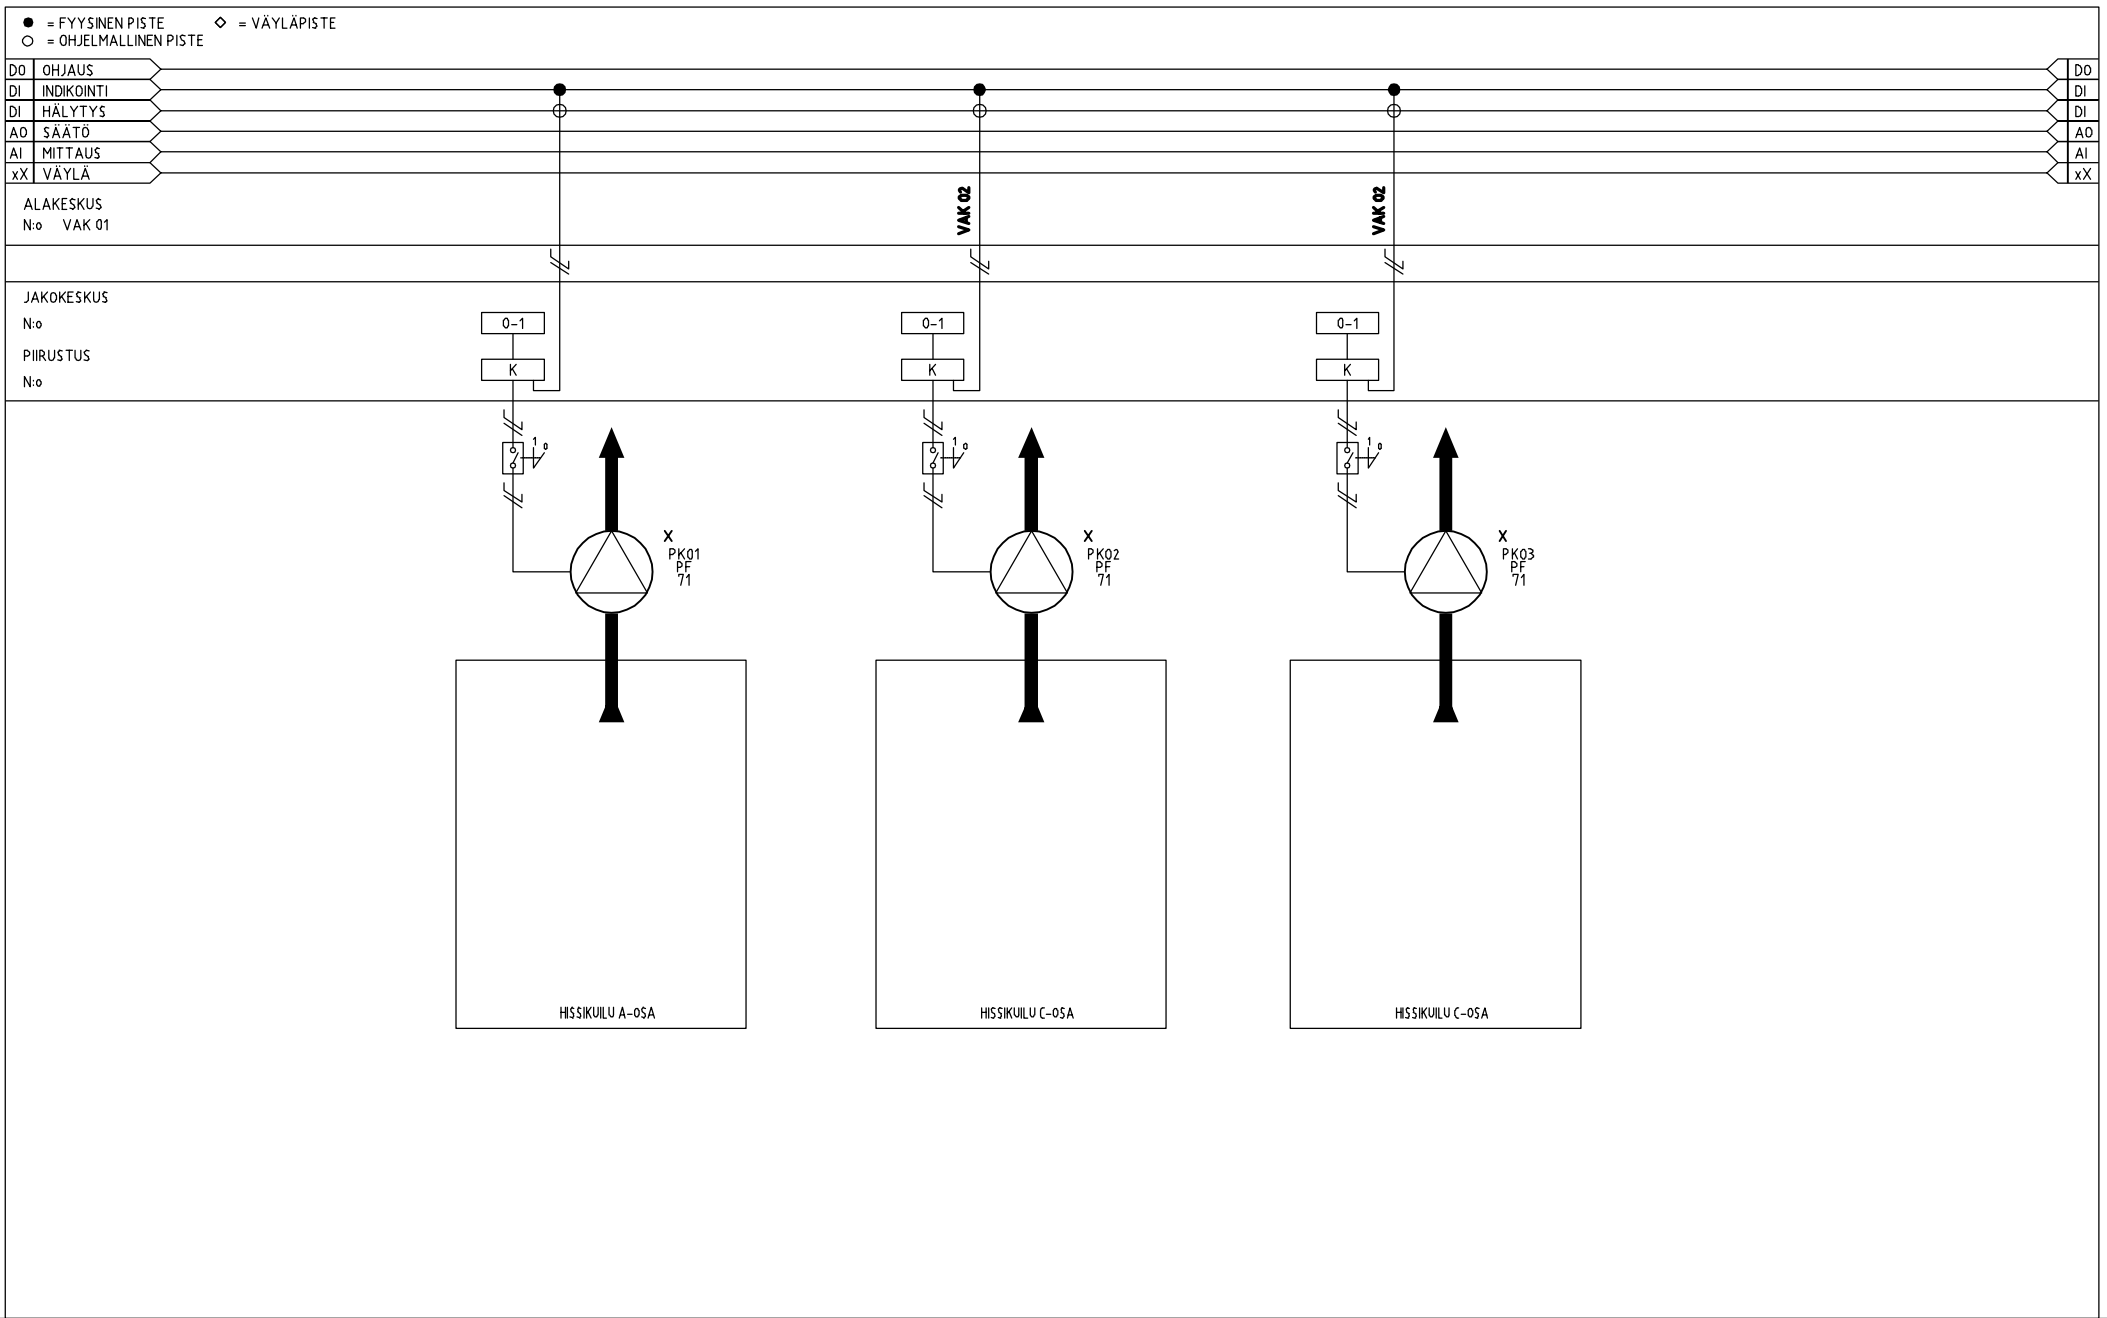 = FYYSINEN PISTE = VÄYLÄPISTE
= OHJELMALLINEN PISTE
DO OHJAUS DO
DI INDIKOINTI DI
DI HÄLYTYS DI
AO SÄÄTÖ AO
AI MITTAUS AI
xX VÄYLÄ xX
ALAKESKUS
N:o VAK 01
VAK 02
VAK 02
JAKOKESKUS
N:o
0-1 0-1 0-1
PIIRUSTUS
K K K
N:o
1 0 1 0 1 0
X
PK01
PF
71
X
PK02
PF
71
X
PK03
PF
71
HISSIKUILU A-OSA
HISSIKUILU C-OSA
HISSIKUILU C-OSA